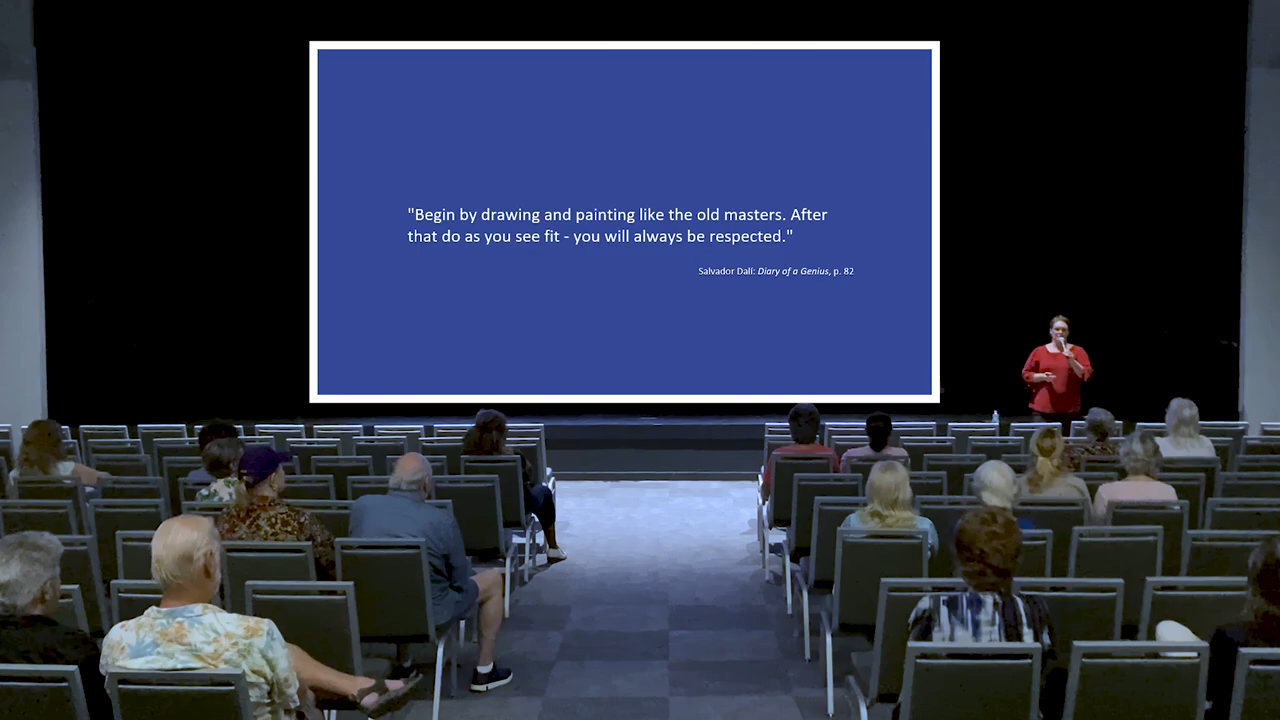 "Begin by drawing and painting like the old masters. After
that do as you see fit - you will always be respected."
Salvador Dalí: Diary of a Genius, p. 82